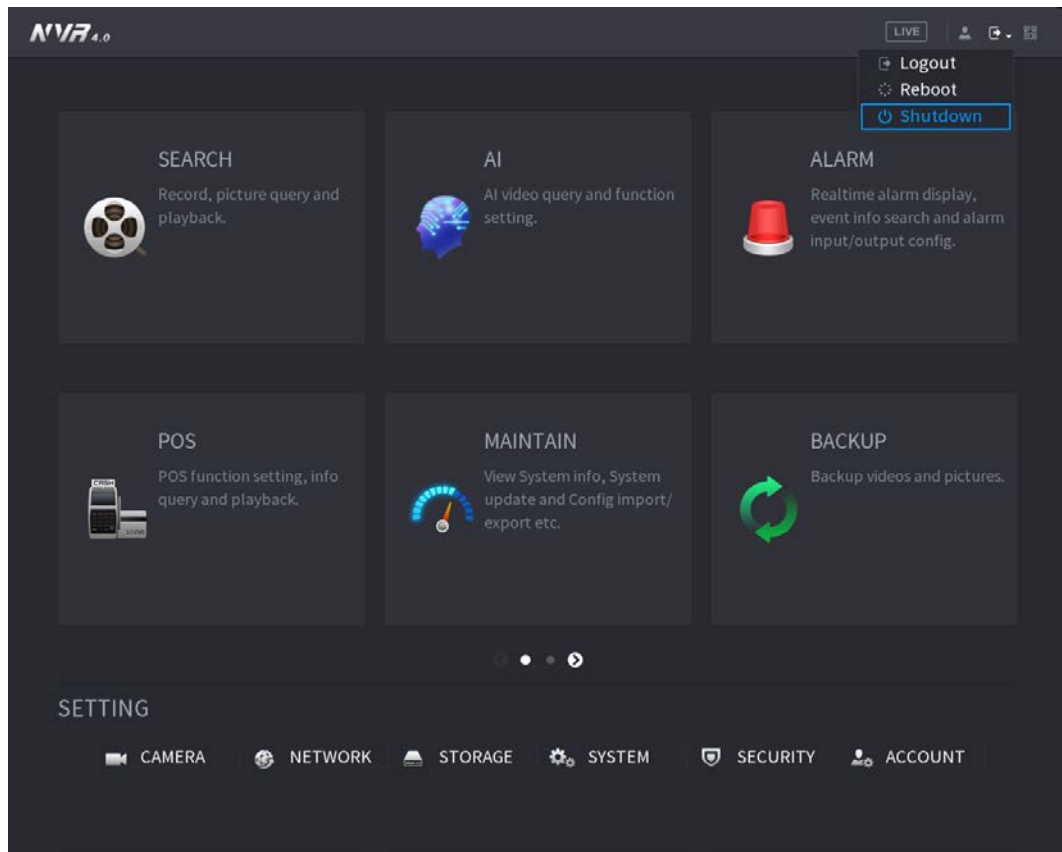 NVR 4.0
LIVE
Logout
Reboot
Shutdown
SEARCH
Record, picture query and
playback.
AI
AI video query and function
setting.
ALARM
Realtime alarm display,
event info search and alarm
input/output config.
POS
POS function setting, info
query and playback.
CASH
MAINTAIN
View System info, System
update and Config import/
export etc.
BACKUP
Backup videos and pictures.
SETTING
CAMERA
NETWORK
STORAGE
SYSTEM
SECURITY
ACCOUNT